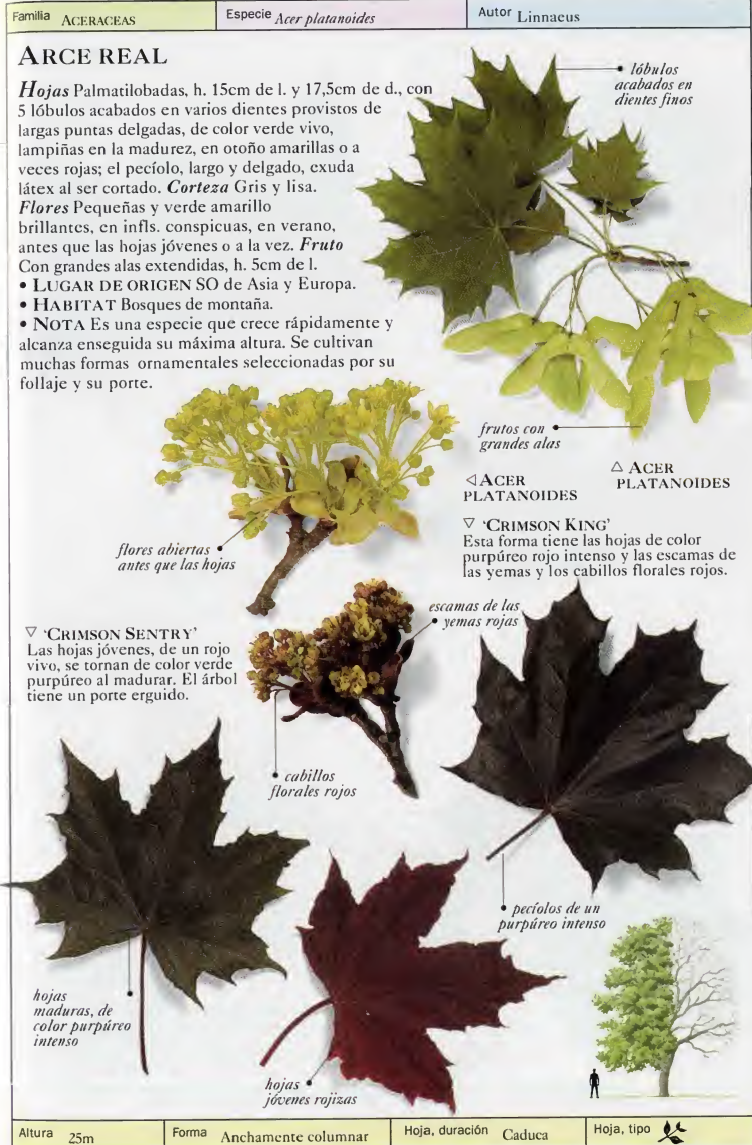 Familia ACERACEAS
Especie Acer platanoides
Autor Linnaeus
ARCE REAL
Hojas Palmatilobadas, h. 15cm de l. y 17,5cm de d., con
5 lóbulos acabados en varios dientes provistos de
largas puntas delgadas, de color verde vivo,
lampiñas en la madurez, en otoño amarillas o a
veces rojas; el pecíolo, largo y delgado, exuda
látex al ser cortado. Corteza Gris y lisa.
Flores Pequeñas y verde amarillo
brillantes, en infls. conspicuas, en verano,
antes que las hojas jóvenes o a la vez. Fruto
Con grandes alas extendidas, h. 5cm de l.
• LUGAR DE ORIGEN SO de Asia y Europa.
• HABITAT Bosques de montaña.
• NOTA Es una especie que crece rápidamente y
alcanza enseguida su máxima altura. Se cultivan
muchas formas ornamentales seleccionadas por su
follaje y su porte.
lóbulos
acabados en
dientes finos
frutos con
grandes alas
◁ ACER
PLATANOIDES
△ ACER
PLATANOIDES
flores abiertas
antes que las hojas
▽ 'CRIMSON KING'
Esta forma tiene las hojas de color
purpúreo rojo intenso y las escamas de
las yemas y los cabillos florales rojos.
escamas de las
yemas rojas
▽ 'CRIMSON SENTRY'
Las hojas jóvenes, de un rojo
vivo, se tornan de color verde
purpúreo al madurar. El árbol
tiene un porte erguido.
cabillos
florales rojos
pecíolos de un
purpúreo intenso
hojas
maduras, de
color purpúreo
intenso
hojas
jóvenes rojizas
Altura 25m
Forma Anchamente columnar
Hoja, duración Caduca
Hoja, tipo